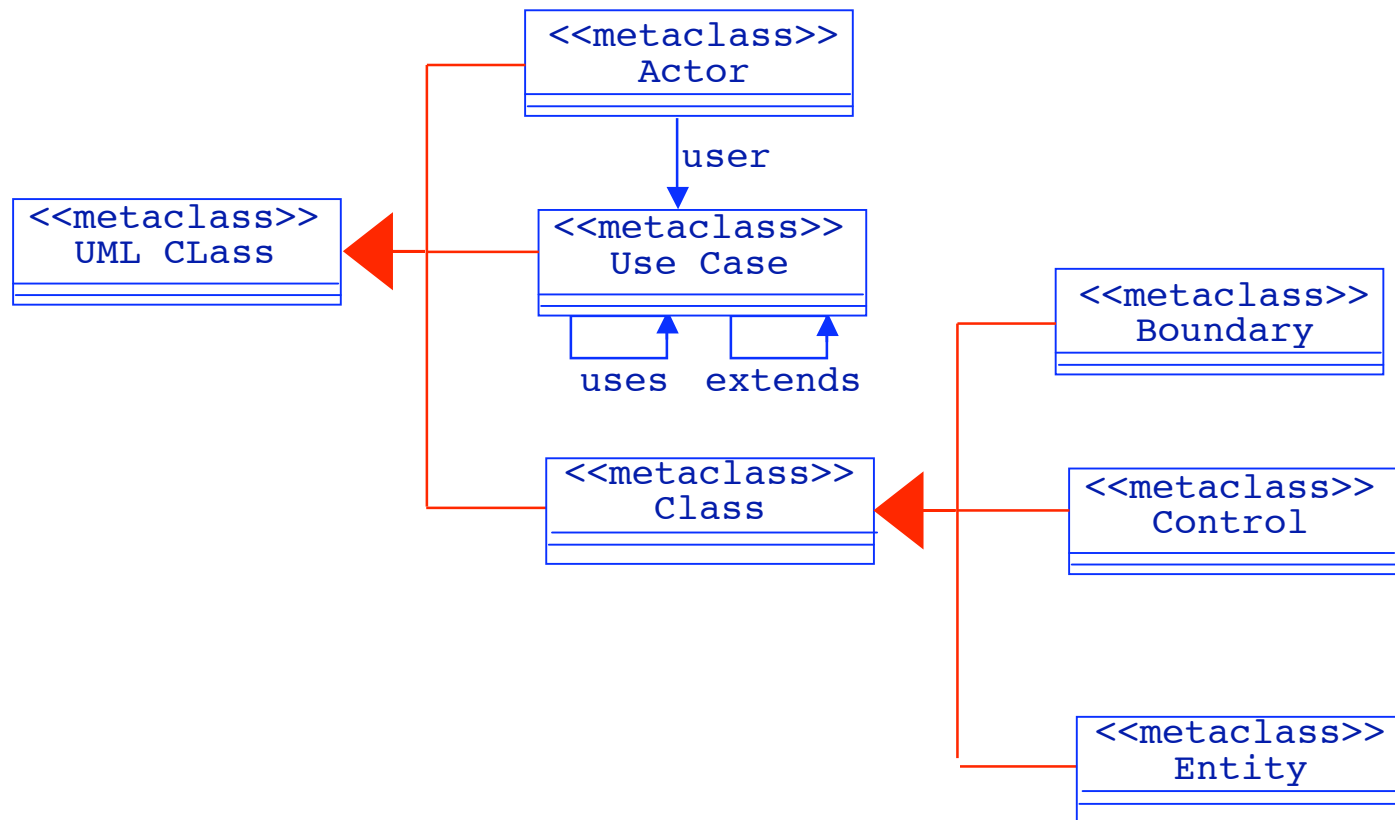 <<metaclass>>
Actor
user
<<metaclass>>
UML CLass
<<metaclass>>
Use Case
uses
extends
<<metaclass>>
Boundary
<<metaclass>>
Class
<<metaclass>>
Control
<<metaclass>>
Entity